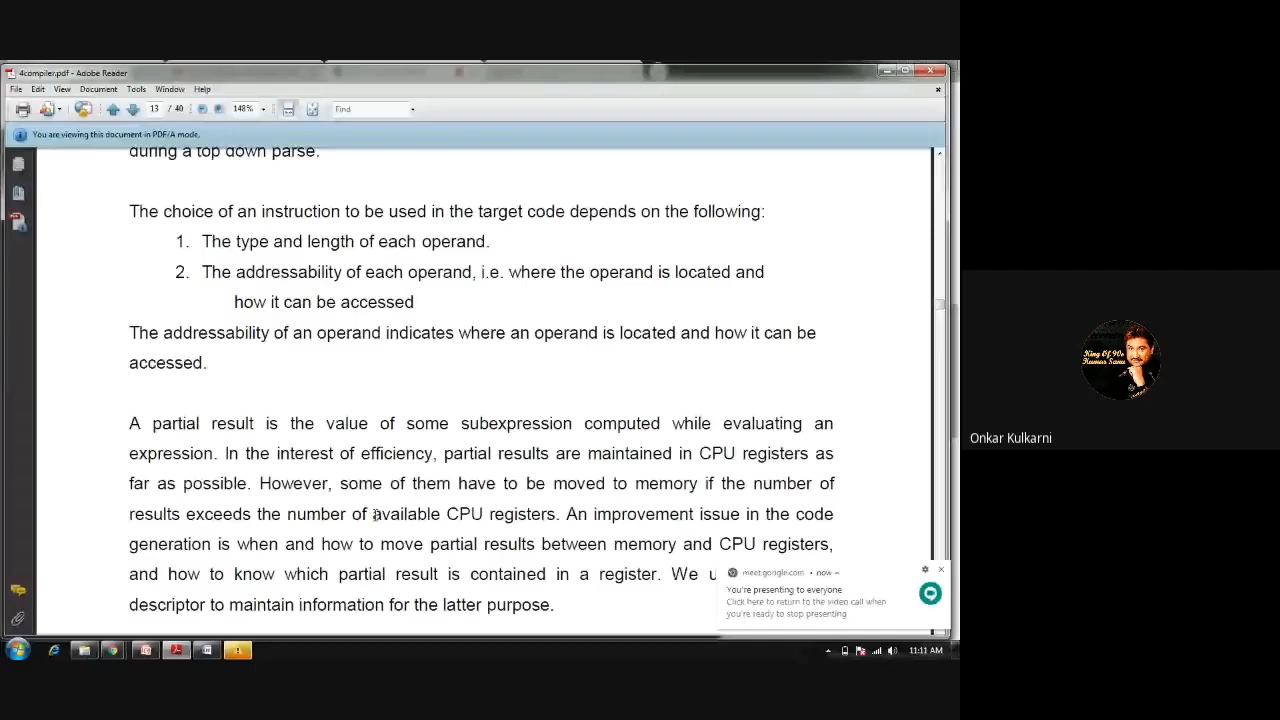 4compiler.pdf - Adobe Reader
File Edit View Document Tools Window Help
13 / 40 148% Find
You are viewing this document in PDF/A mode.
during a top down parse.
The choice of an instruction to be used in the target code depends on the following:
1. The type and length of each operand.
2. The addressability of each operand, i.e. where the operand is located and
how it can be accessed
The addressability of an operand indicates where an operand is located and how it can be
accessed.
A partial result is the value of some subexpression computed while evaluating an
expression. In the interest of efficiency, partial results are maintained in CPU registers as
far as possible. However, some of them have to be moved to memory if the number of
results exceeds the number of available CPU registers. An improvement issue in the code
generation is when and how to move partial results between memory and CPU registers,
and how to know which partial result is contained in a register. We u
descriptor to maintain information for the latter purpose.
meet.google.com • now
You're presenting to everyone
Click here to return to the video call when
you're ready to stop presenting
11:11 AM
King Of 90s
Kumar Sanu
Onkar Kulkarni